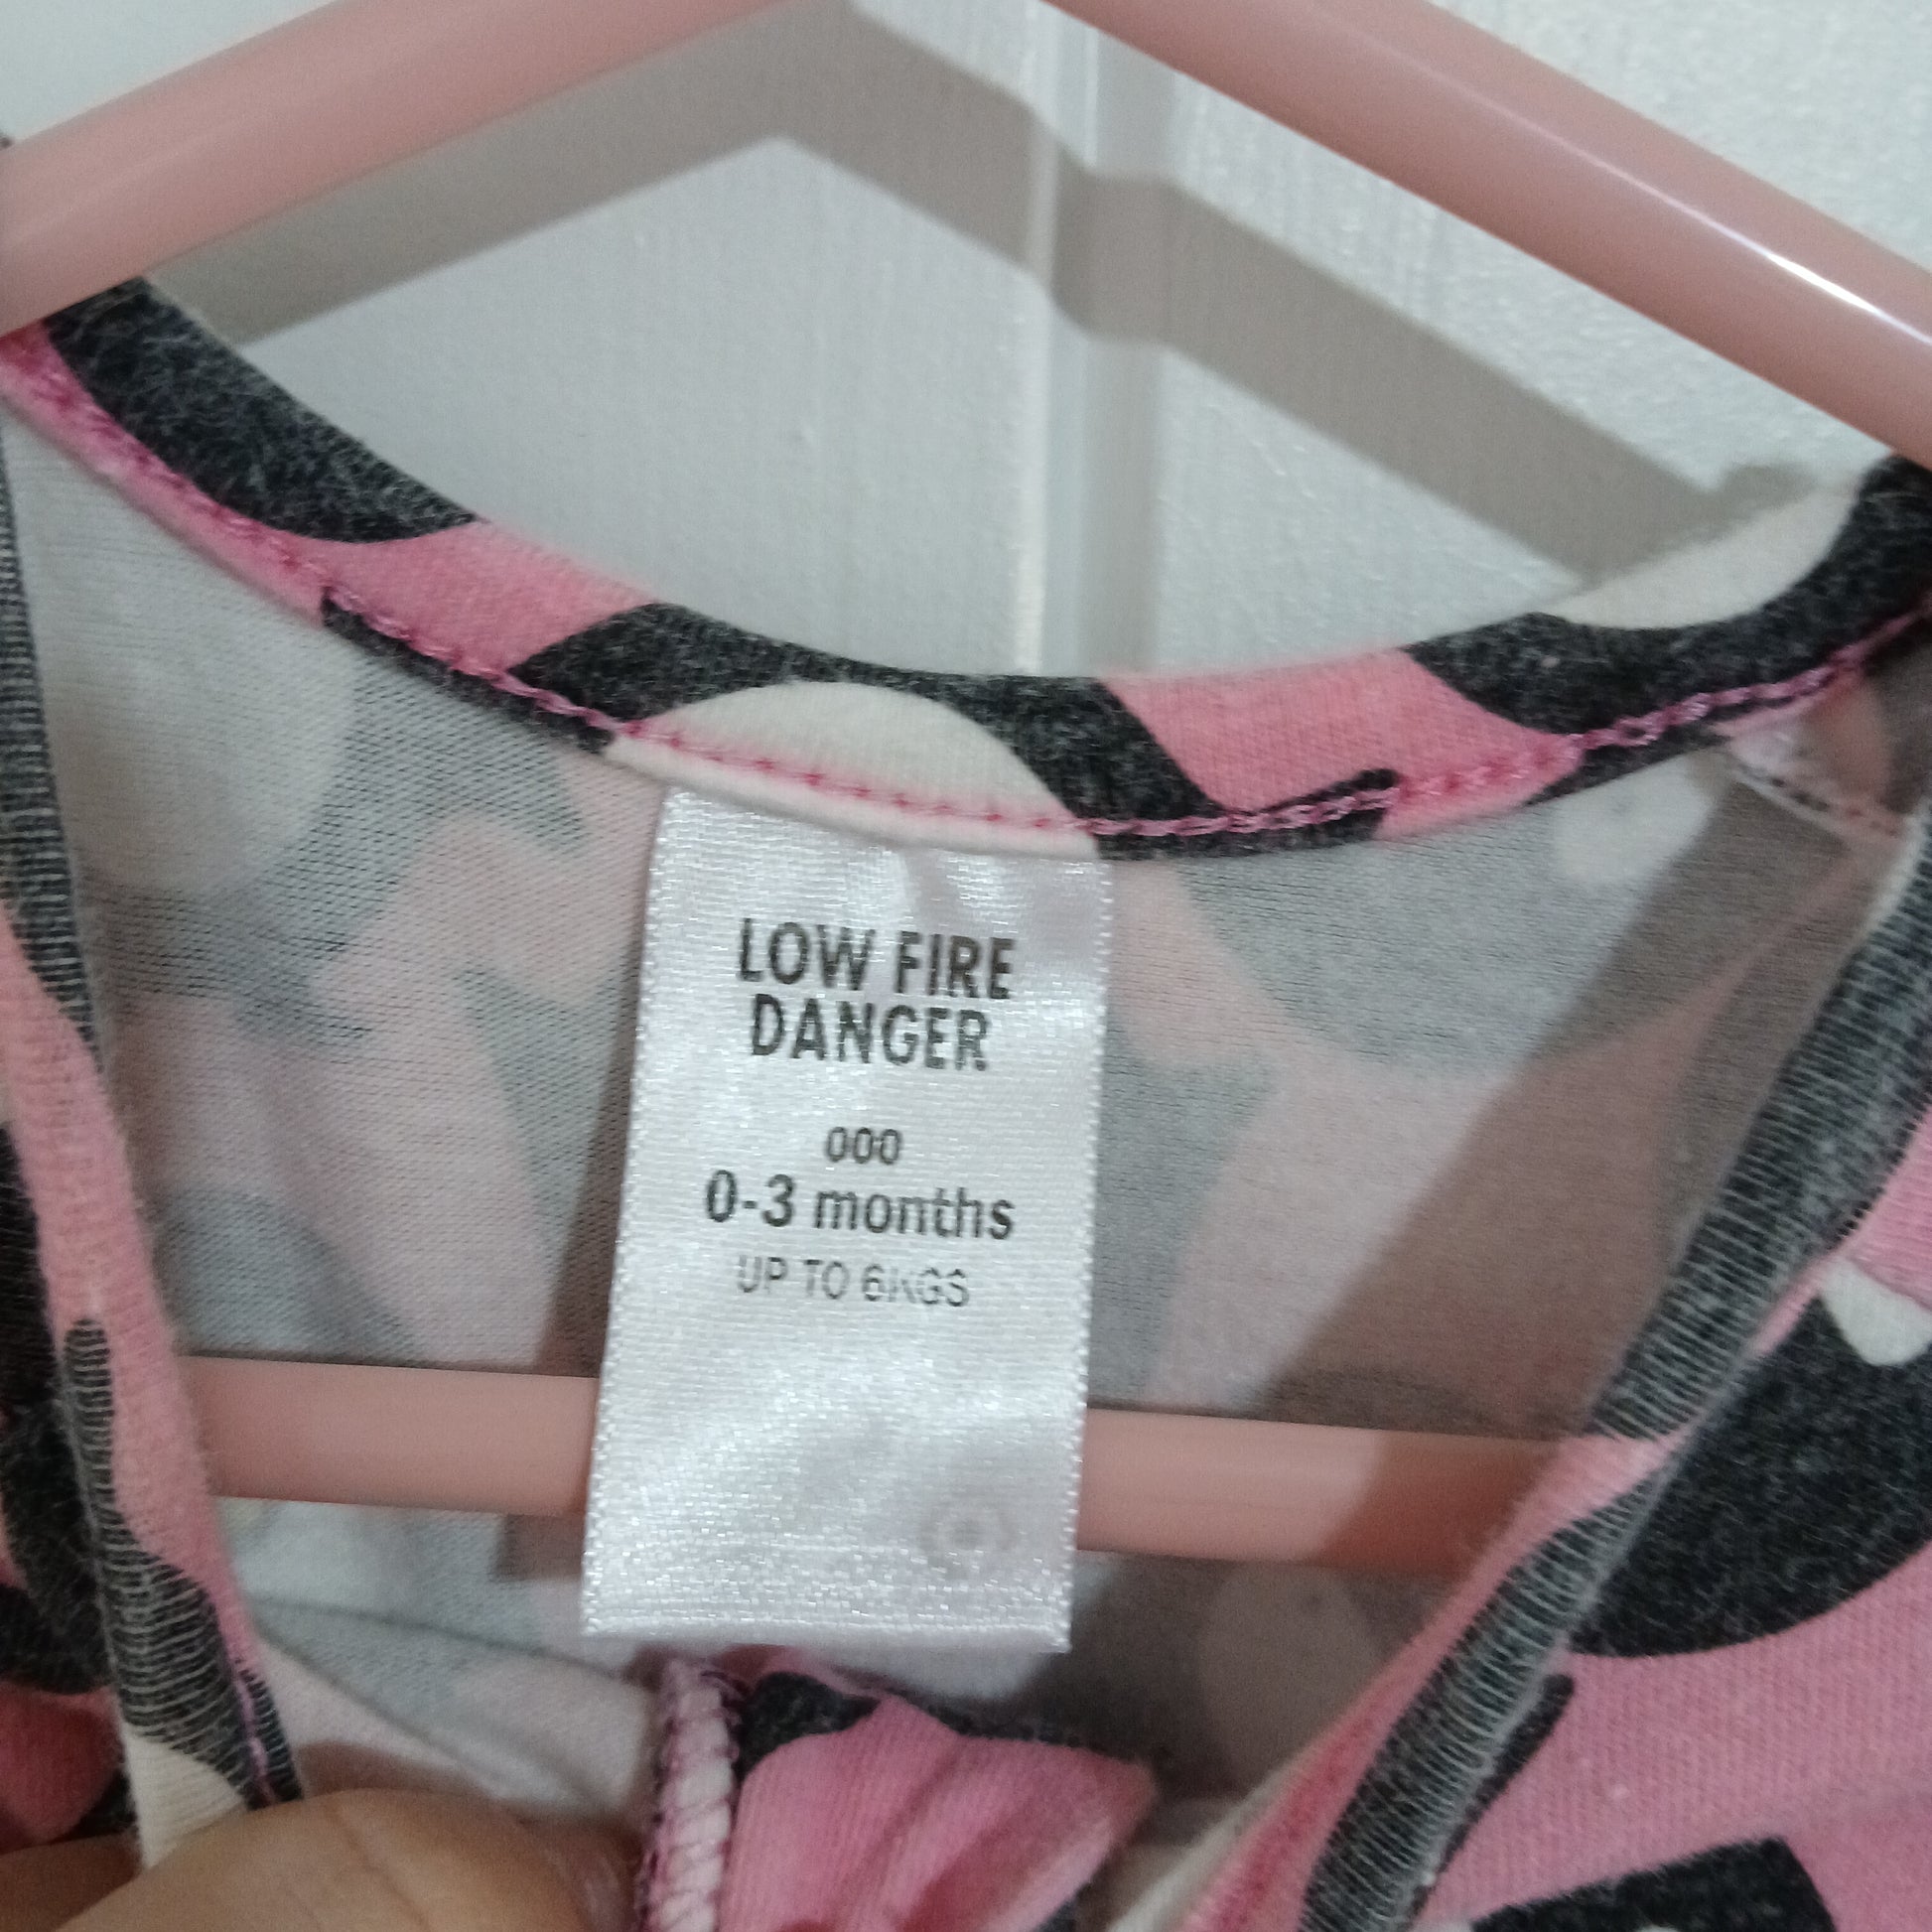 LOW FIRE
DANGER
000
0-3 months
UP TO 6KGS